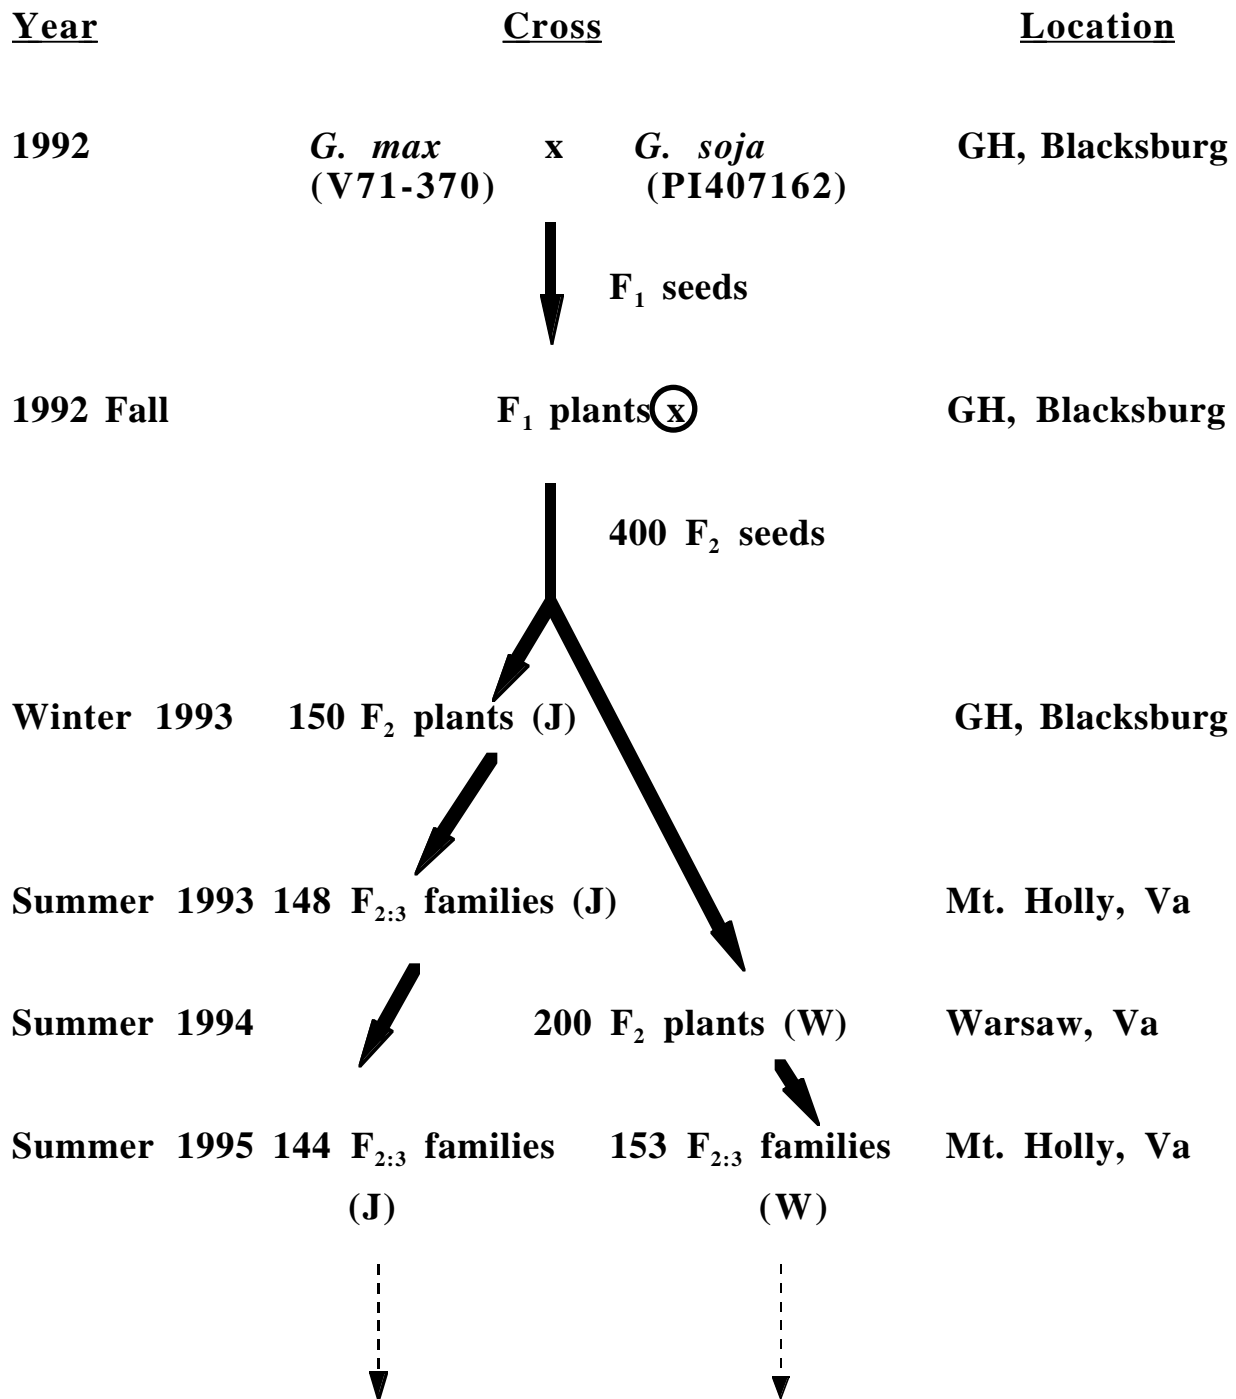 Year Cross Location
1992 G. max x G. soja GH, Blacksburg
(V71-370) (PI407162)
F₁ seeds
1992 Fall F₁ plants x GH, Blacksburg
400 F₂ seeds
Winter 1993 150 F₂ plants (J) GH, Blacksburg
Summer 1993 148 F₂:₃ families (J) Mt. Holly, Va
Summer 1994 200 F₂ plants (W) Warsaw, Va
Summer 1995 144 F₂:₃ families 153 F₂:₃ families Mt. Holly, Va
(J) (W)